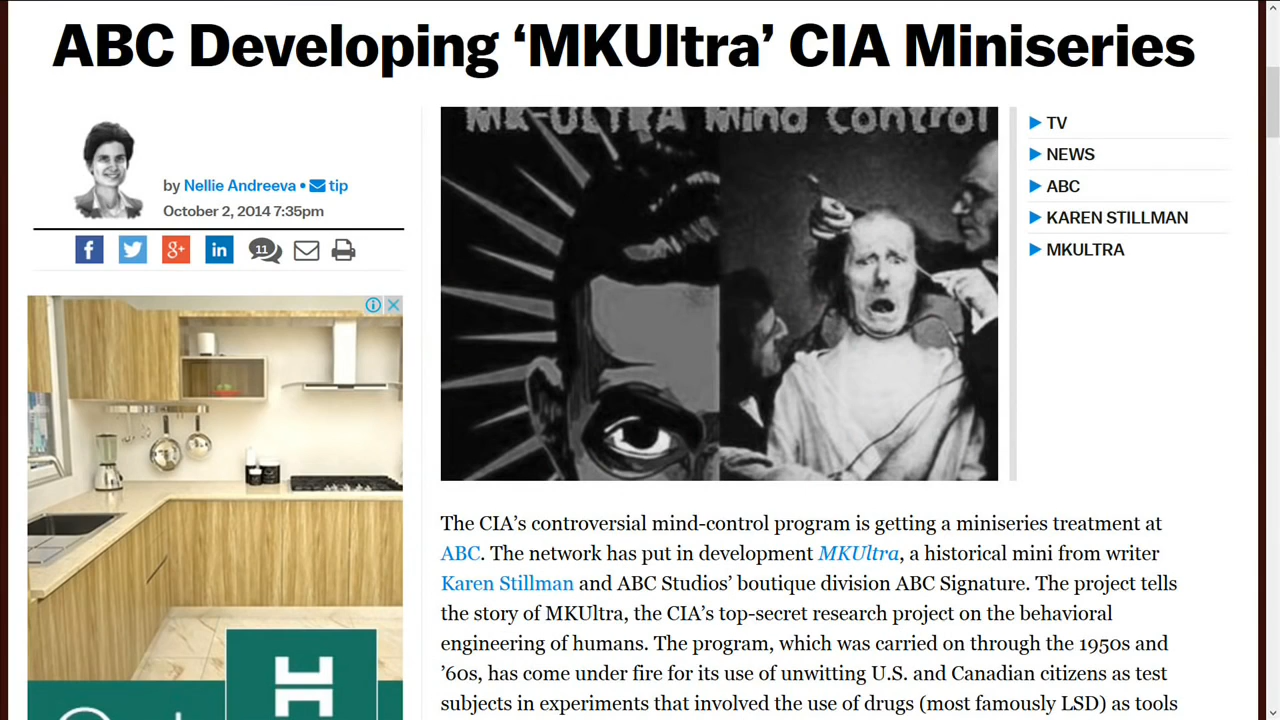 ABC Developing ‘MKUltra’ CIA Miniseries
by Nellie Andreeva • tip
October 2, 2014 7:35pm
f
g+
in
11
MK-ULTRA Mind Control
TV
NEWS
ABC
KAREN STILLMAN
MKULTRA
The CIA’s controversial mind-control program is getting a miniseries treatment at
ABC. The network has put in development MKUltra, a historical mini from writer
Karen Stillman and ABC Studios’ boutique division ABC Signature. The project tells
the story of MKUltra, the CIA’s top-secret research project on the behavioral
engineering of humans. The program, which was carried on through the 1950s and
’60s, has come under fire for its use of unwitting U.S. and Canadian citizens as test
subjects in experiments that involved the use of drugs (most famously LSD) as tools